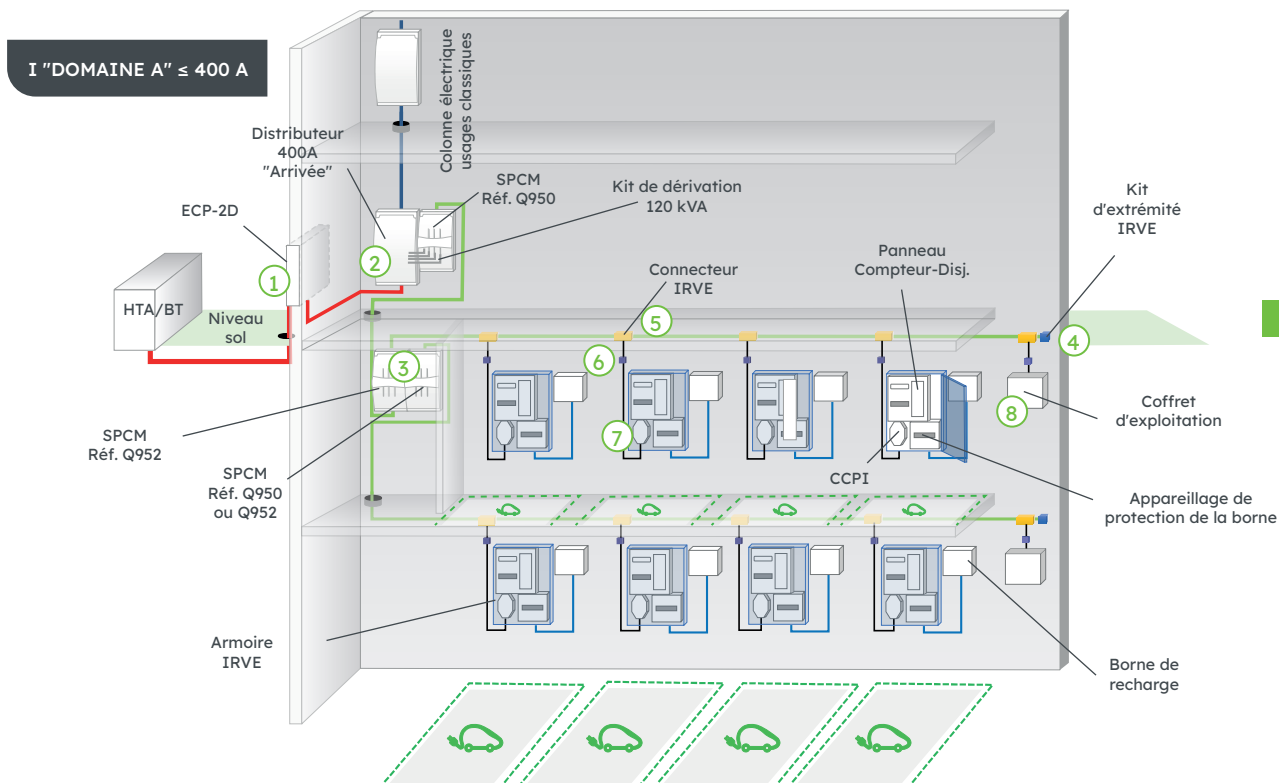 I "DOMAINE A" ≤ 400 A
Colonne électrique
usages classiques
Distributeur
400A
"Arrivée"
SPCM
Réf. Q950
Kit de dérivation
120 kVA
Kit
d'extrémité
IRVE
ECP-2D
1
2
Panneau
Compteur-Disj.
Connecteur
IRVE
HTA/BT
Niveau
sol
5
4
6
3
8
Coffret
d'exploitation
7
SPCM
Réf. Q952
SPCM
Réf. Q950
ou Q952
CCPI
Appareillage de
protection de la borne
Armoire
IRVE
Borne de
recharge